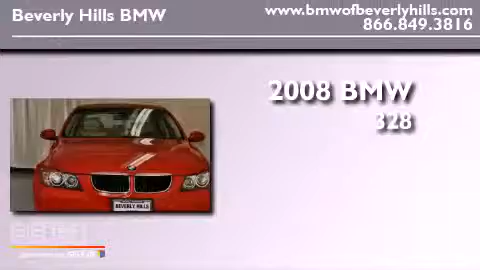 Beverly Hills BMW
www.bmwofbeverlyhills.com
866.849.3816
2008 BMW
328
BEVERLY HILLS